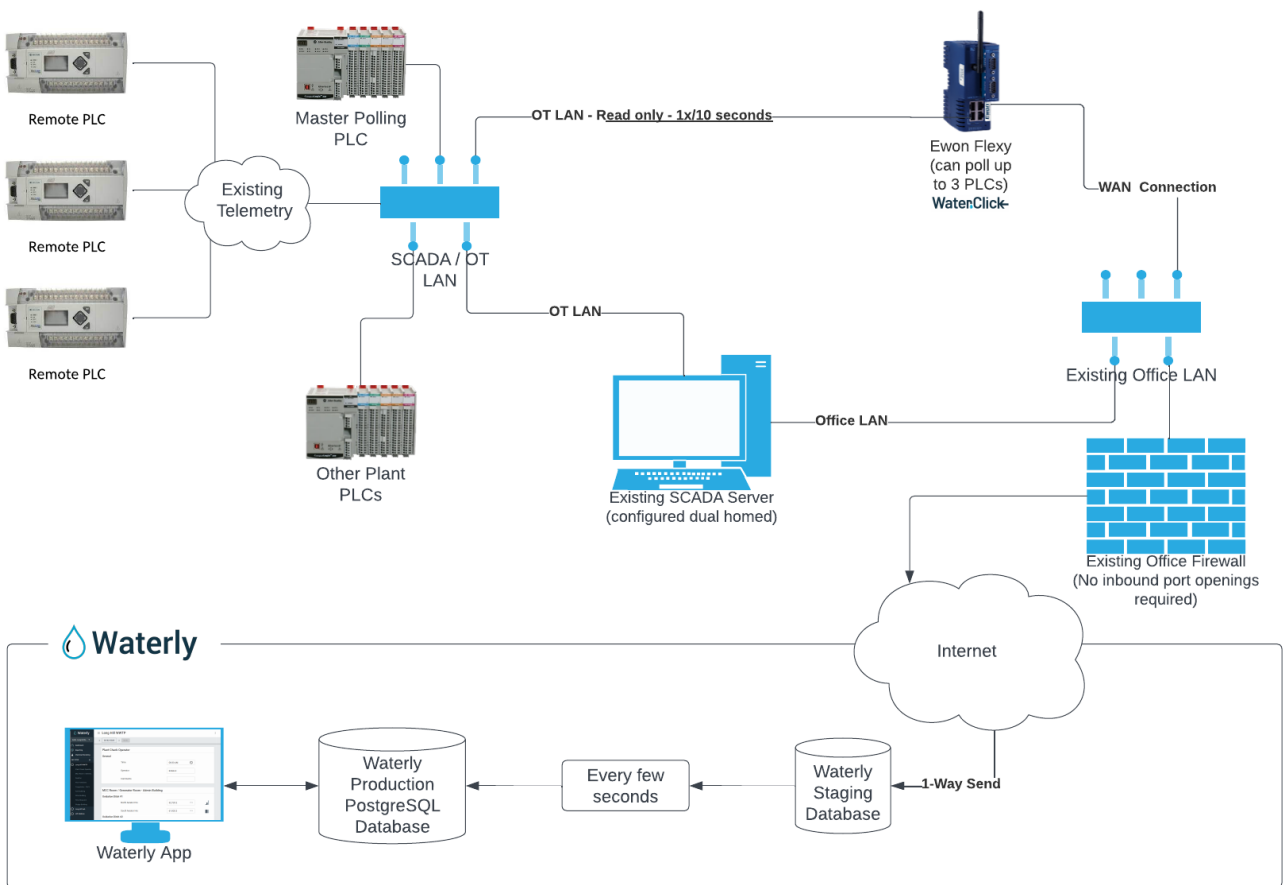 Remote PLC
Remote PLC
Remote PLC
Existing
Telemetry
Master Polling
PLC
SCADA / OT
LAN
Other Plant
PLCs
OT LAN - Read only - 1x/10 seconds
Ewon Flexy
(can poll up
to 3 PLCs)
WaterClick
WAN Connection
OT LAN
Existing SCADA Server
(configured dual homed)
Office LAN
Existing Office LAN
Existing Office Firewall
(No inbound port openings
required)
Internet
Waterly
Waterly App
Waterly
Production
PostgreSQL
Database
Every few
seconds
Waterly
Staging
Database
1-Way Send